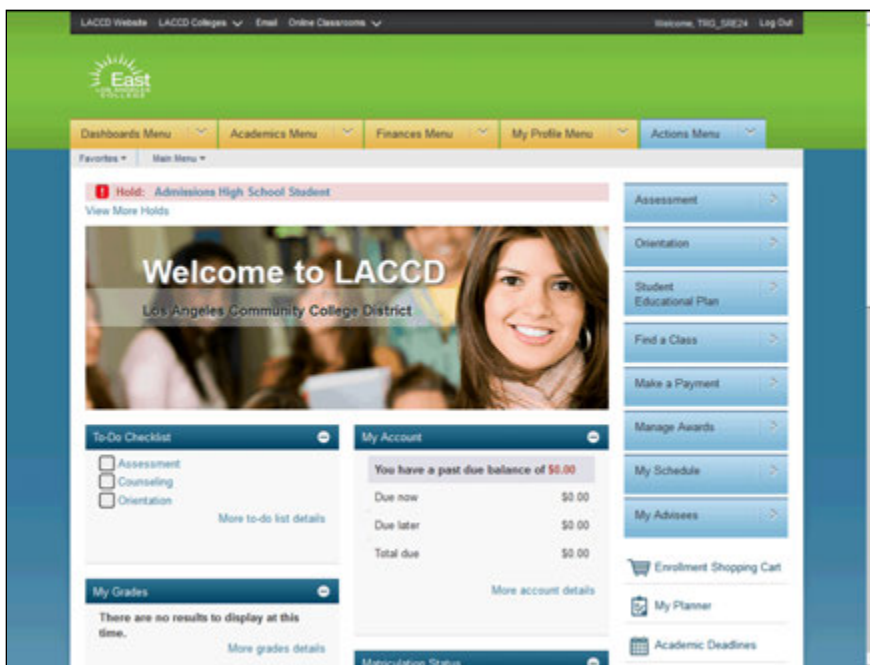 LACCD Website LACCD Colleges Email Online Classrooms Welcome, TRG_SRE24 Log Out
East
LOS ANGELES
COLLEGE
Dashboards Menu Academics Menu Finances Menu My Profile Menu Actions Menu
Favorites Main Menu
Hold: Admissions High School Student
View More Holds
Welcome to LACCD
Los Angeles Community College District
To-Do Checklist
Assessment
Counseling
Orientation
More to-do list details
My Grades
There are no results to display at this
time.
More grades details
My Account
You have a past due balance of $0.00
Due now $0.00
Due later $0.00
Total due $0.00
More account details
Matriculation Status
Assessment
Orientation
Student
Educational Plan
Find a Class
Make a Payment
Manage Awards
My Schedule
My Advisees
Enrollment Shopping Cart
My Planner
Academic Deadlines